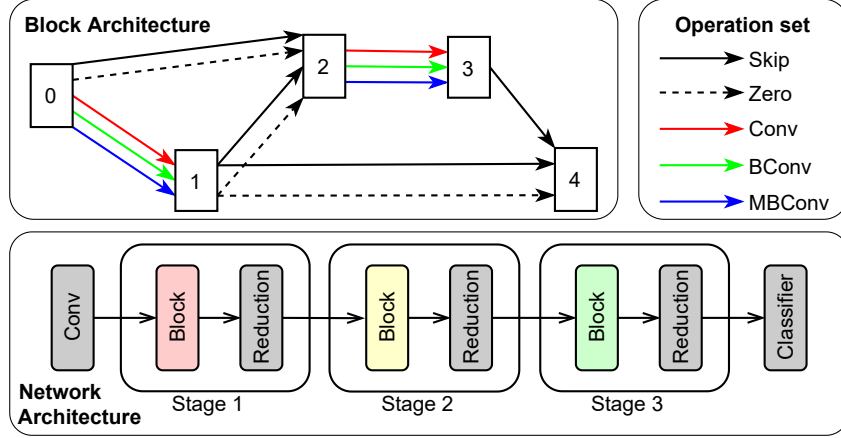 Block Architecture
0
1
2
3
4
Operation set
Skip
Zero
Conv
BConv
MBConv
Conv
Block
Reduction
Block
Reduction
Block
Reduction
Classifier
Stage 1
Stage 2
Stage 3
Network
Architecture